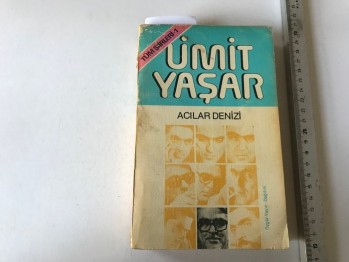 TÜM ŞİİRLERİ: 1
ÜMİT
YAŞAR
ACILAR DENİZİ